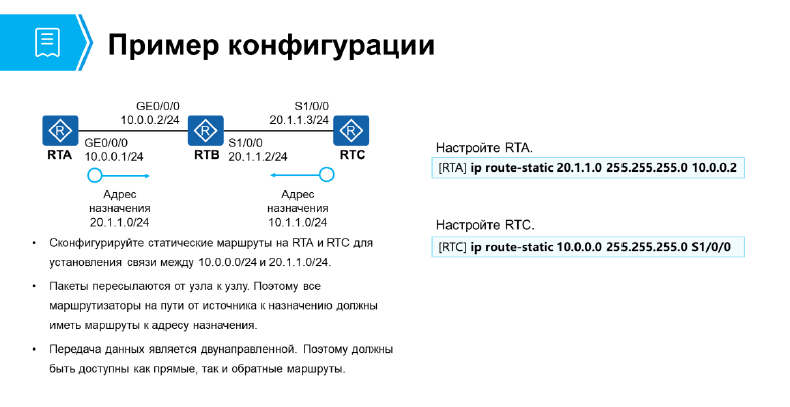 Пример конфигурации
GE0/0/0
10.0.0.2/24
S1/0/0
20.1.1.3/24
R
R
R
RTA
GE0/0/0
10.0.0.1/24
RTB
S1/0/0
20.1.1.2/24
RTC
Адрес
назначения
20.1.1.0/24
Адрес
назначения
10.1.1.0/24
• Сконфигурируйте статические маршруты на RTA и RTC для
установления связи между 10.0.0.0/24 и 20.1.1.0/24.
• Пакеты пересылаются от узла к узлу. Поэтому все
маршрутизаторы на пути от источника к назначению должны
иметь маршруты к адресу назначения.
• Передача данных является двунаправленной. Поэтому должны
быть доступны как прямые, так и обратные маршруты.
Настройте RTA.
[RTA] ip route-static 20.1.1.0 255.255.255.0 10.0.0.2
Настройте RTC.
[RTC] ip route-static 10.0.0.0 255.255.255.0 S1/0/0